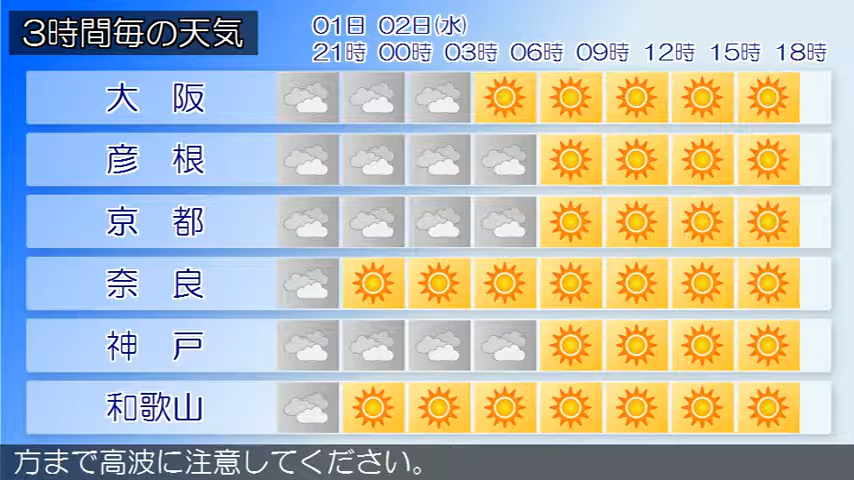 3時間毎の天気
01日 02日(水)
21時 00時 03時 06時 09時 12時 15時 18時
大 阪
彦 根
京 都
奈 良
神 戸
和歌山
方まで高波に注意してください。